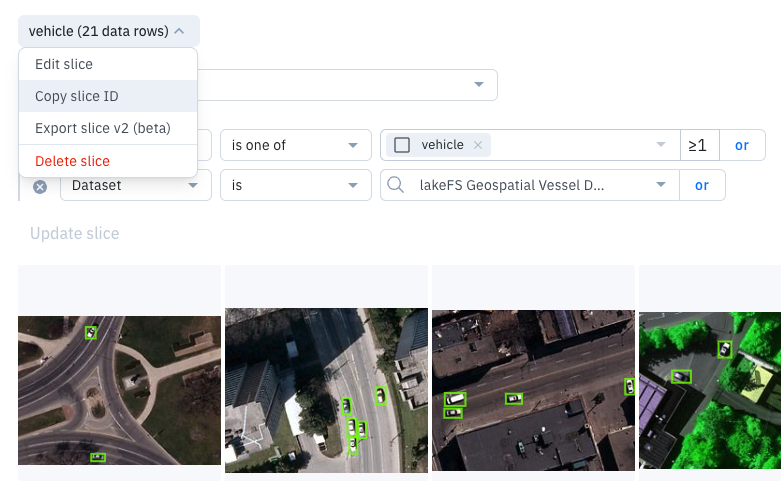 vehicle (21 data rows)
Edit slice
Copy slice ID
Export slice v2 (beta)
Delete slice
is one of
vehicle
≥1
or
Dataset
is
lakeFS Geospatial Vessel D...
or
Update slice